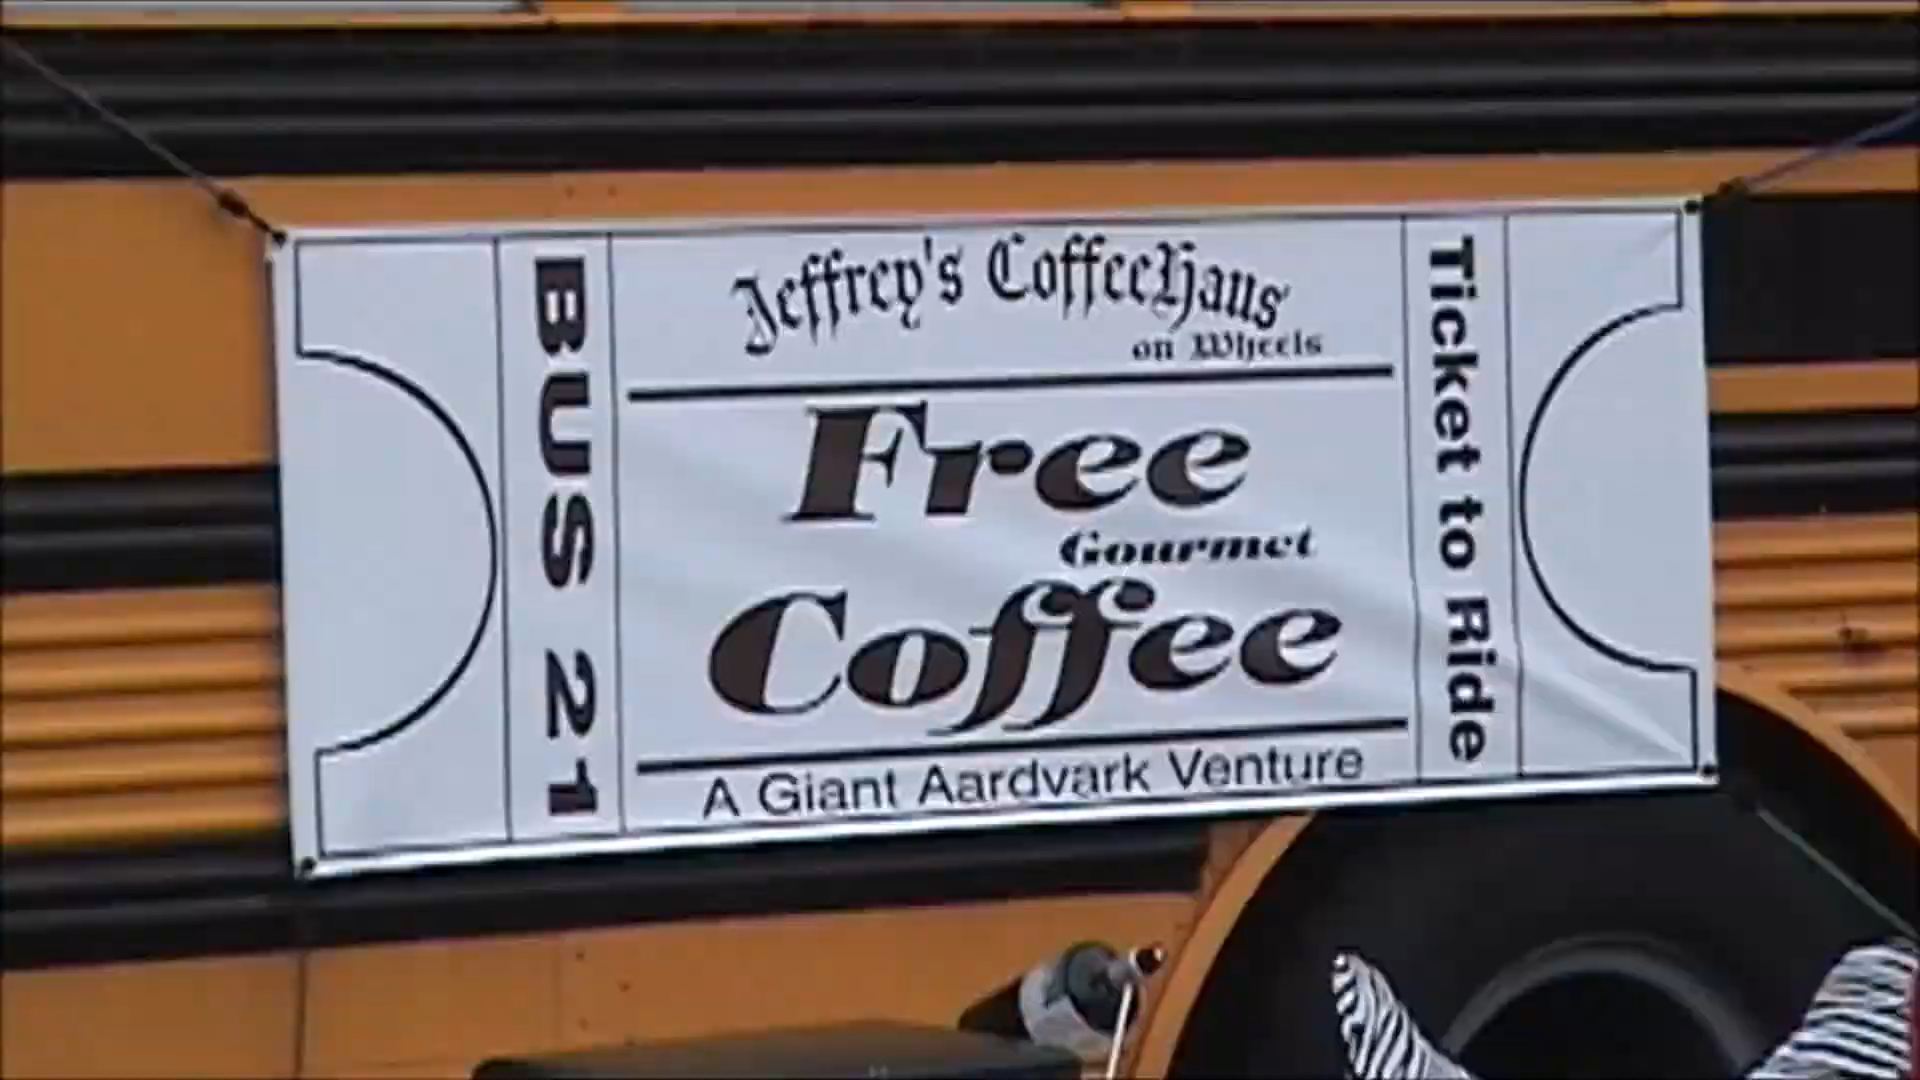 BUS 21
Jeffrey's CoffeeHaus
on Wheels
Free
Gourmet
Coffee
A Giant Aardvark Venture
Ticket to Ride